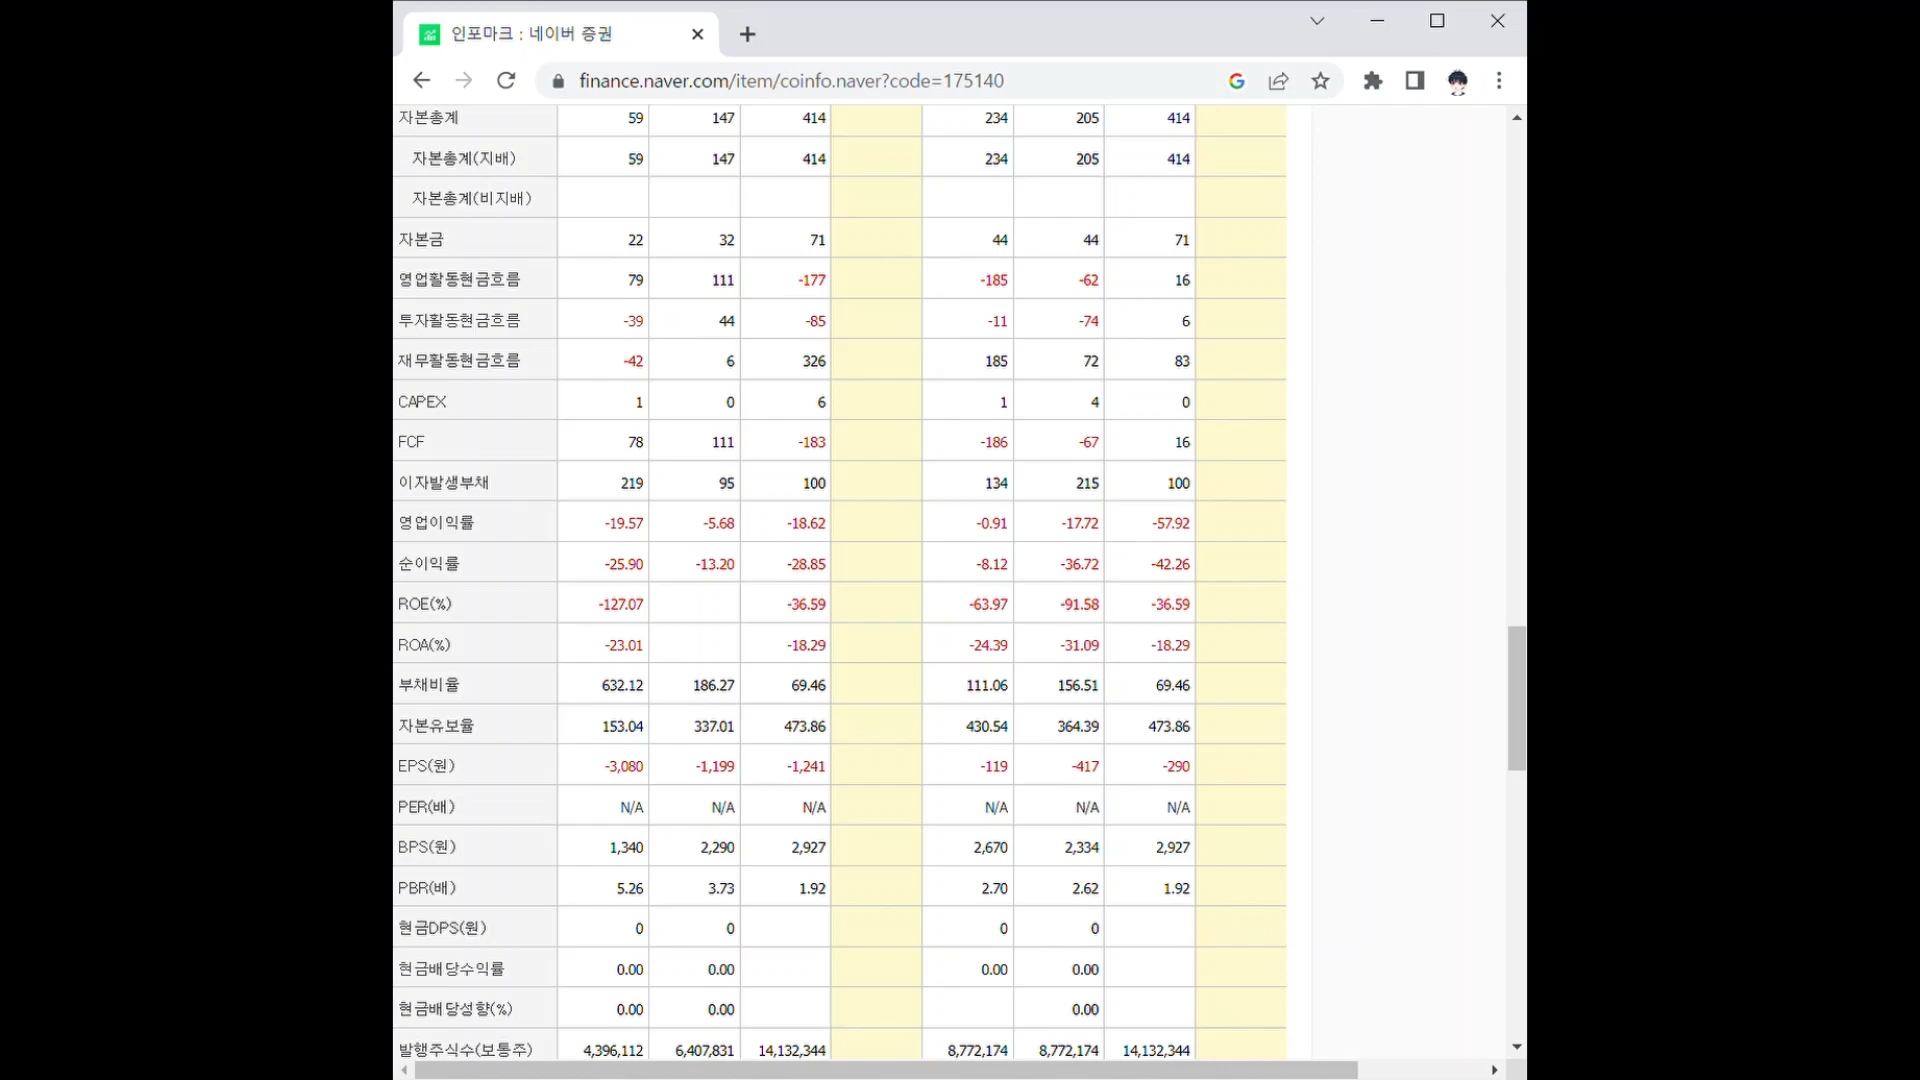 인포마크 : 네이버 증권
finance.naver.com/item/coinfo.naver?code=175140
자본총계 59 147 414 234 205 414
자본총계(지배) 59 147 414 234 205 414
자본총계(비지배)
자본금 22 32 71 44 44 71
영업활동현금흐름 79 111 -177 -185 -62 16
투자활동현금흐름 -39 44 -85 -11 -74 6
재무활동현금흐름 -42 6 326 185 72 83
CAPEX 1 0 6 1 4 0
FCF 78 111 -183 -186 -67 16
이자발생부채 219 95 100 134 215 100
영업이익률 -19.57 -5.68 -18.62 -0.91 -17.72 -57.92
순이익률 -25.90 -13.20 -28.85 -8.12 -36.72 -42.26
ROE(%) -127.07 -36.59 -63.97 -91.58 -36.59
ROA(%) -23.01 -18.29 -24.39 -31.09 -18.29
부채비율 632.12 186.27 69.46 111.06 156.51 69.46
자본유보율 153.04 337.01 473.86 430.54 364.39 473.86
EPS(원) -3,080 -1,199 -1,241 -119 -417 -290
PER(배) N/A N/A N/A N/A N/A N/A
BPS(원) 1,340 2,290 2,927 2,670 2,334 2,927
PBR(배) 5.26 3.73 1.92 2.70 2.62 1.92
현금DPS(원) 0 0 0 0
현금배당수익률 0.00 0.00 0.00 0.00
현금배당성향(%) 0.00 0.00 0.00
발행주식수(보통주) 4,396,112 6,407,831 14,132,344 8,772,174 8,772,174 14,132,344